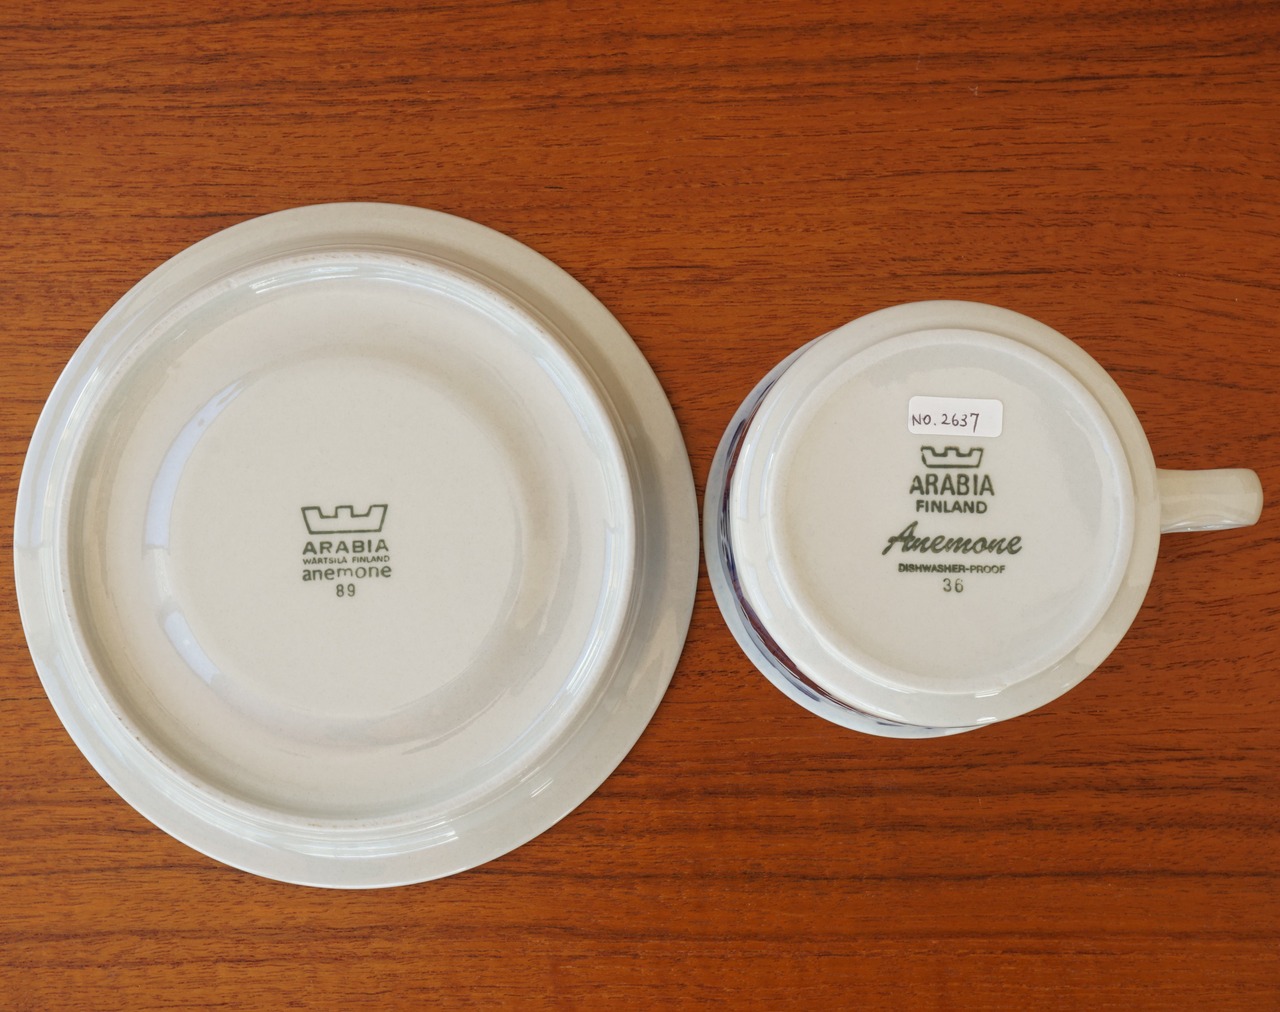 ARABIA
WÄRTSILÄ FINLAND
anemone
89
NO. 2637
ARABIA
FINLAND
Anemone
DISHWASHER-PROOF
36